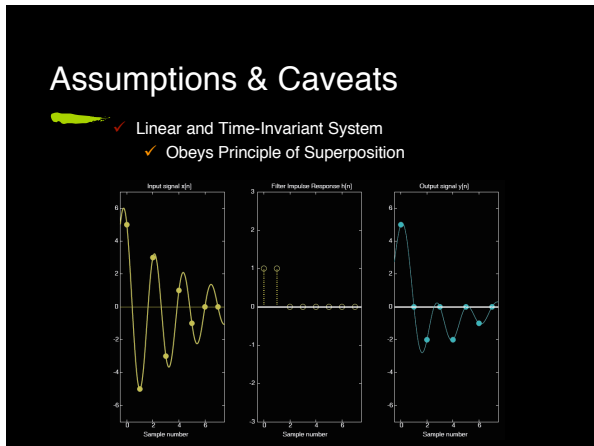 Assumptions & Caveats
Linear and Time-Invariant System
Obeys Principle of Superposition
Input signal x[n]
6
4
2
0
-2
-4
-6
0 2 4 6
Sample number
Filter Impulse Response h[n]
3
2
1
0
-1
-2
-3
0 2 4 6
Sample number
Output signal y[n]
6
4
2
0
-2
-4
-6
0 2 4 6
Sample number